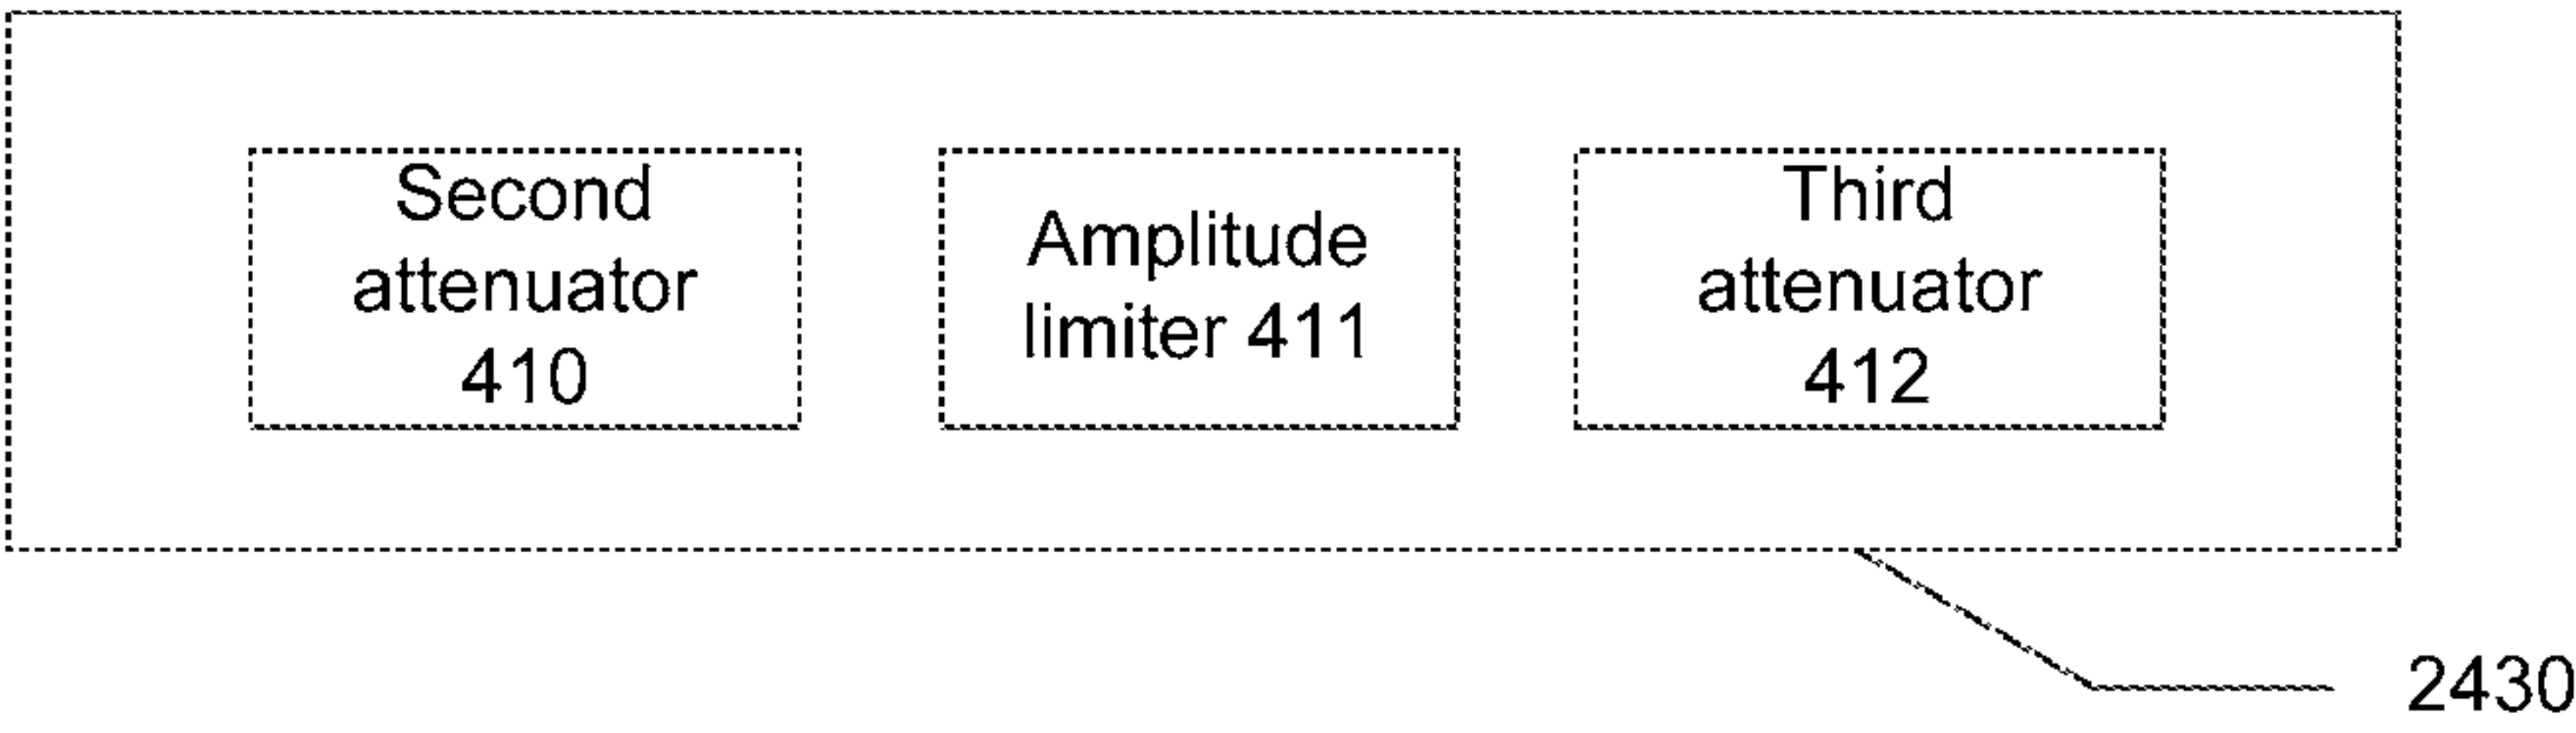 Second
attenuator
410
Amplitude
limiter 411
Third
attenuator
412
2430